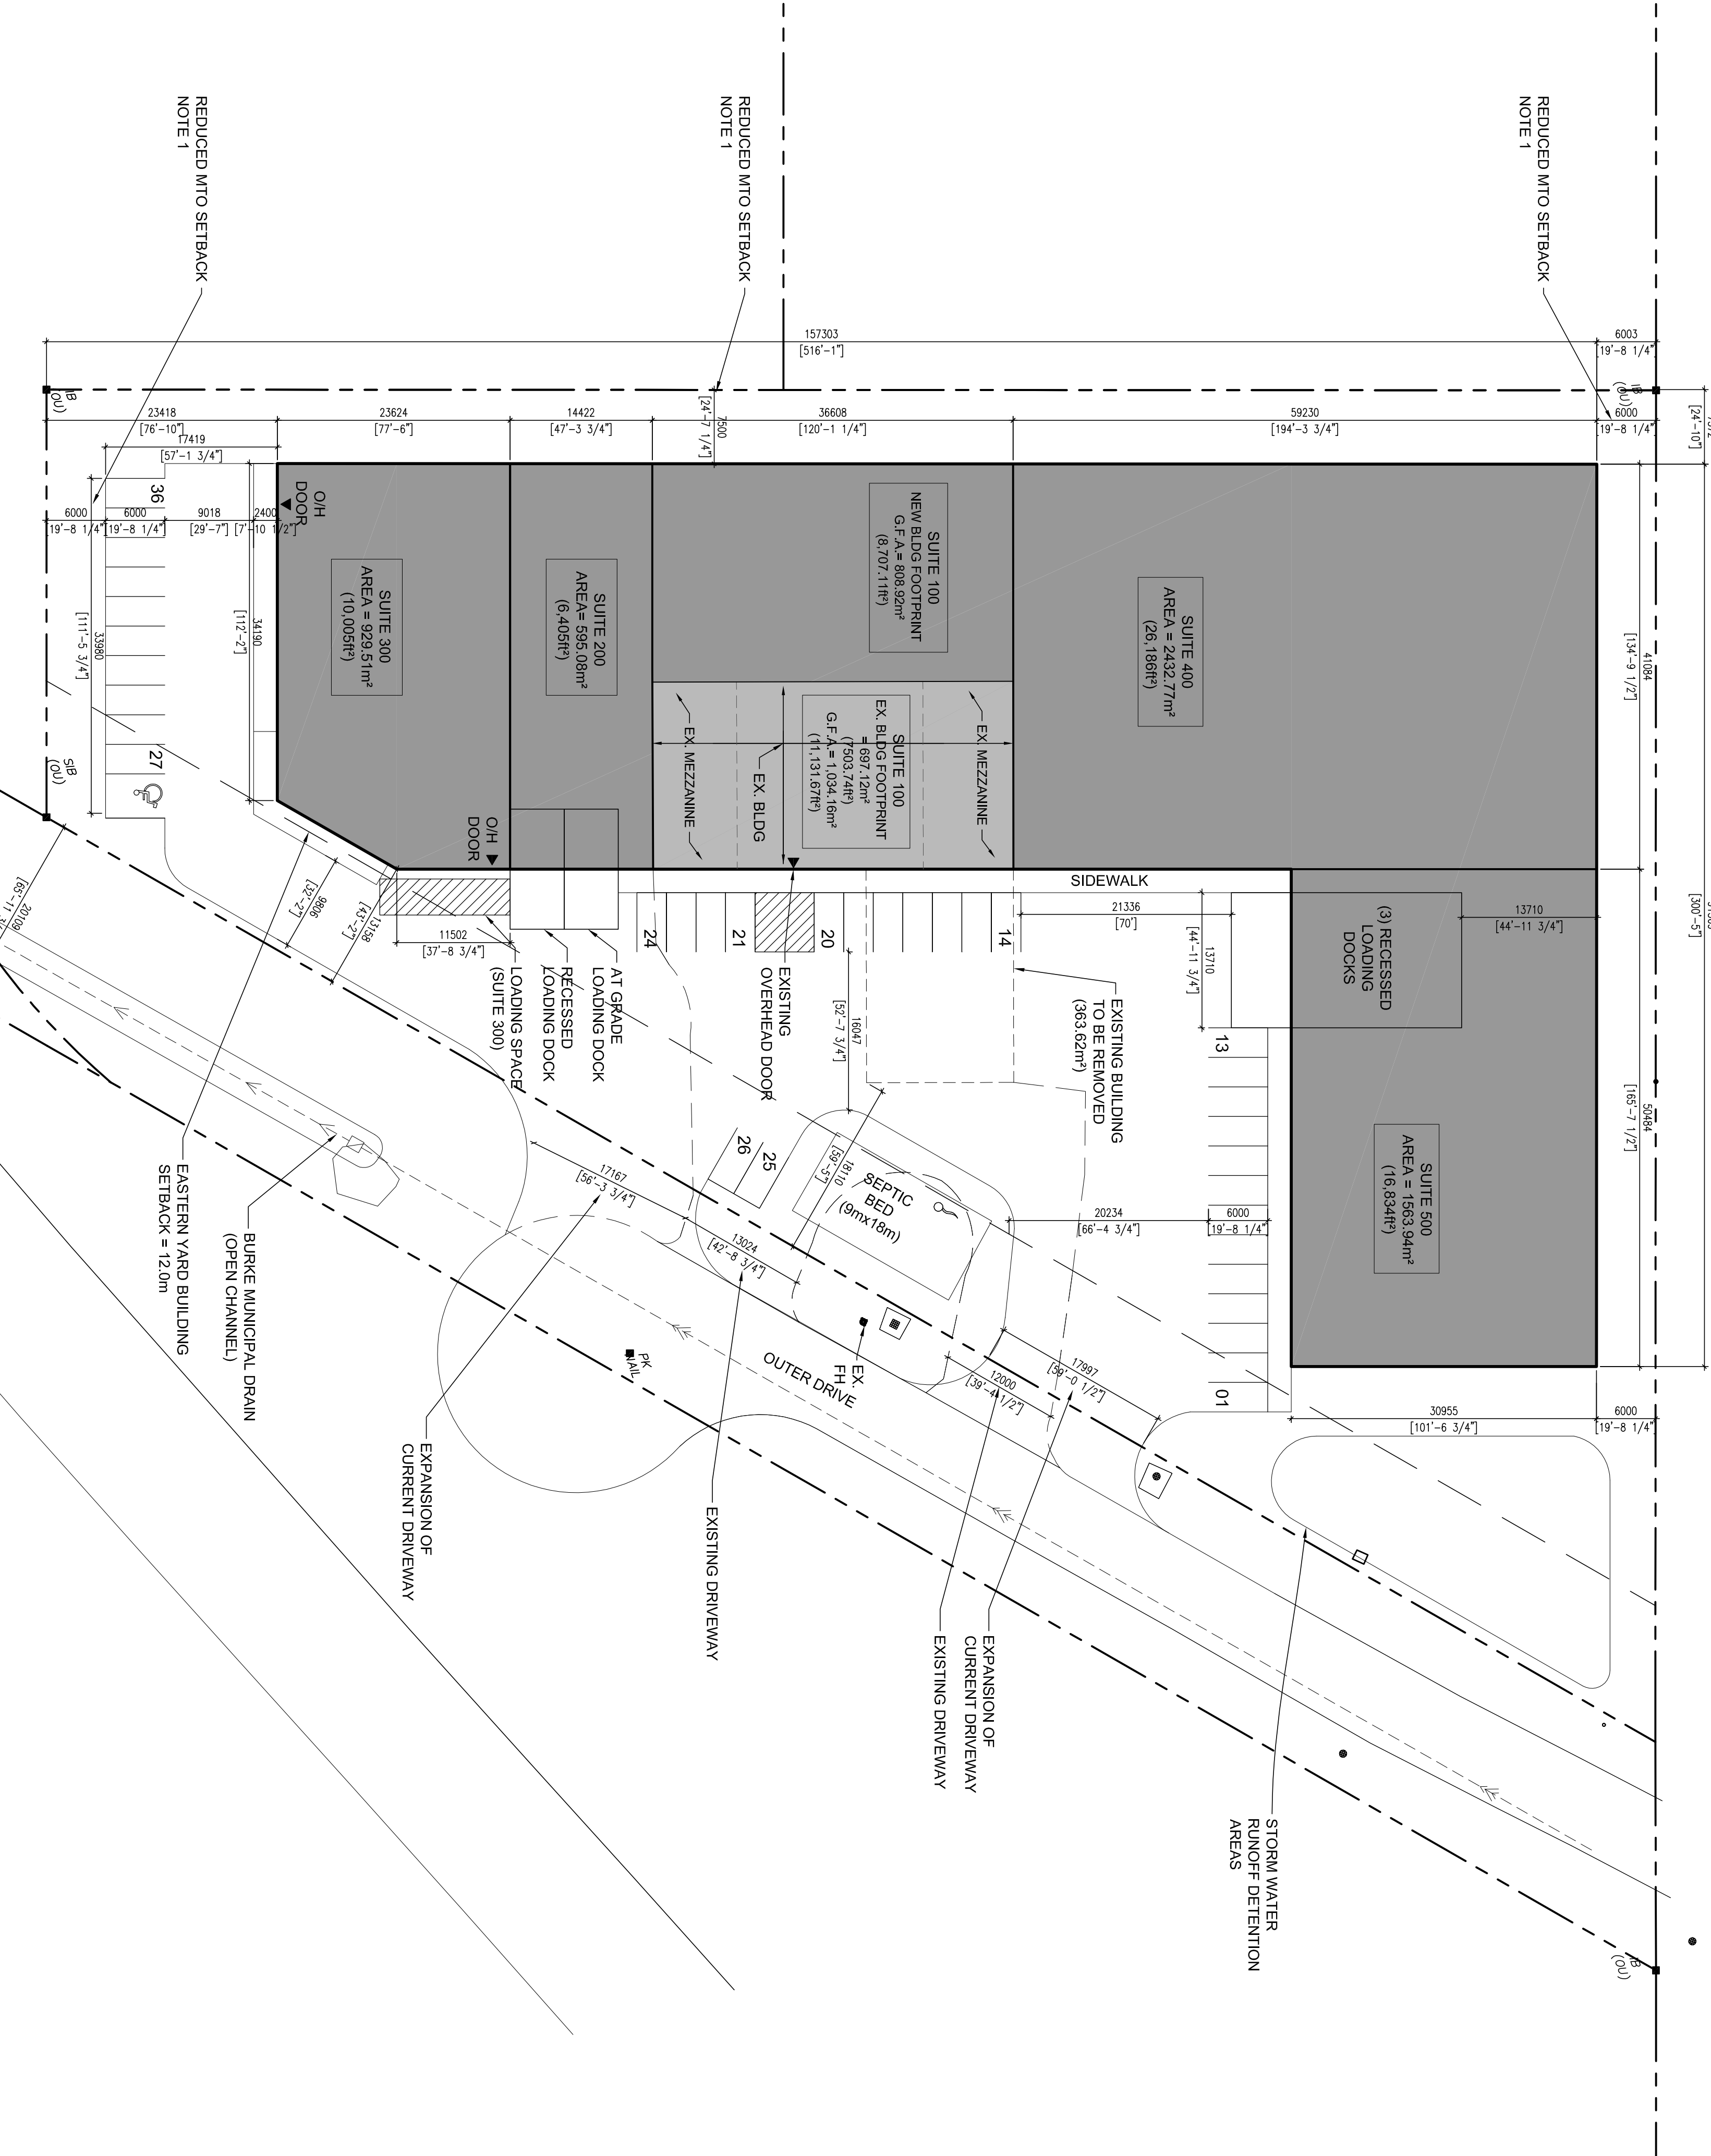 REDUCED MTO SETBACK
NOTE 1
REDUCED MTO SETBACK
NOTE 1
REDUCED MTO SETBACK
NOTE 1
157303
[516'-1"]
6003
19'-8 1/4"
IB
(OU)
IB
(OU)
[24'-10"]
23418
[76'-10"]
23624
[77'-6"]
14422
[47'-3 3/4"]
7500
[24'-7 1/4"]
36608
[120'-1 1/4"]
59230
[194'-3 3/4"]
6000
19'-8 1/4"
17419
[57'-1 3/4"]
6000
[19'-8 1/4"]
6000
[19'-8 1/4"]
9018
[29'-7"]
2400
[7'-10 1/2"]
36
27
33980
[111'-5 3/4"]
34190
[112'-2"]
SIB
(OU)
O/H
DOOR
SUITE 300
AREA = 929.51m²
(10,005ft²)
O/H
DOOR
SUITE 200
AREA= 595.08m²
(6,405ft²)
SUITE 100
NEW BLDG FOOTPRINT
G.F.A.= 808.92m²
(8,707.11ft²)
SUITE 100
EX. BLDG FOOTPRINT
= 697.12m²
(7503.74ft²)
G.F.A.= 1,034.16m²
(11,131.67ft²)
EX. MEZZANINE
EX. BLDG
EX. MEZZANINE
SUITE 400
AREA = 2432.77m²
(26,186ft²)
41084
[134'-9 1/2"]
50484
[165'-7 1/2"]
[300'-5"]
SIDEWALK
(3) RECESSED
LOADING
DOCKS
13710
[44'-11 3/4"]
21336
[70']
13710
[44'-11 3/4"]
SUITE 500
AREA = 1563.94m²
(16,834ft²)
24
21
20
14
13
01
25
26
EXISTING
OVERHEAD DOOR
16047
[52'-7 3/4"]
EXISTING BUILDING
TO BE REMOVED
(363.62m²)
AT GRADE
LOADING DOCK
RECESSED
LOADING DOCK
LOADING SPACE
(SUITE 300)
11502
[37'-8 3/4"]
13158
[43'-2"]
9806
[32'-2"]
20109
EASTERN YARD BUILDING
SETBACK = 12.0m
BURKE MUNICIPAL DRAIN
(OPEN CHANNEL)
17167
[56'-3 3/4"]
13024
[42'-8 3/4"]
18110
[59'-5"]
SEPTIC
BED
(9mx18m)
20234
[66'-4 3/4"]
6000
19'-8 1/4"
30955
[101'-6 3/4"]
6000
19'-8 1/4"
17997
[59'-0 1/2"]
12000
[39'-4 1/2"]
EX.
FH
OUTER DRIVE
PK
NAIL
EXPANSION OF
CURRENT DRIVEWAY
EXISTING DRIVEWAY
EXISTING DRIVEWAY
EXPANSION OF
CURRENT DRIVEWAY
STORM WATER
RUNOFF DETENTION
AREAS
IB
(OU)